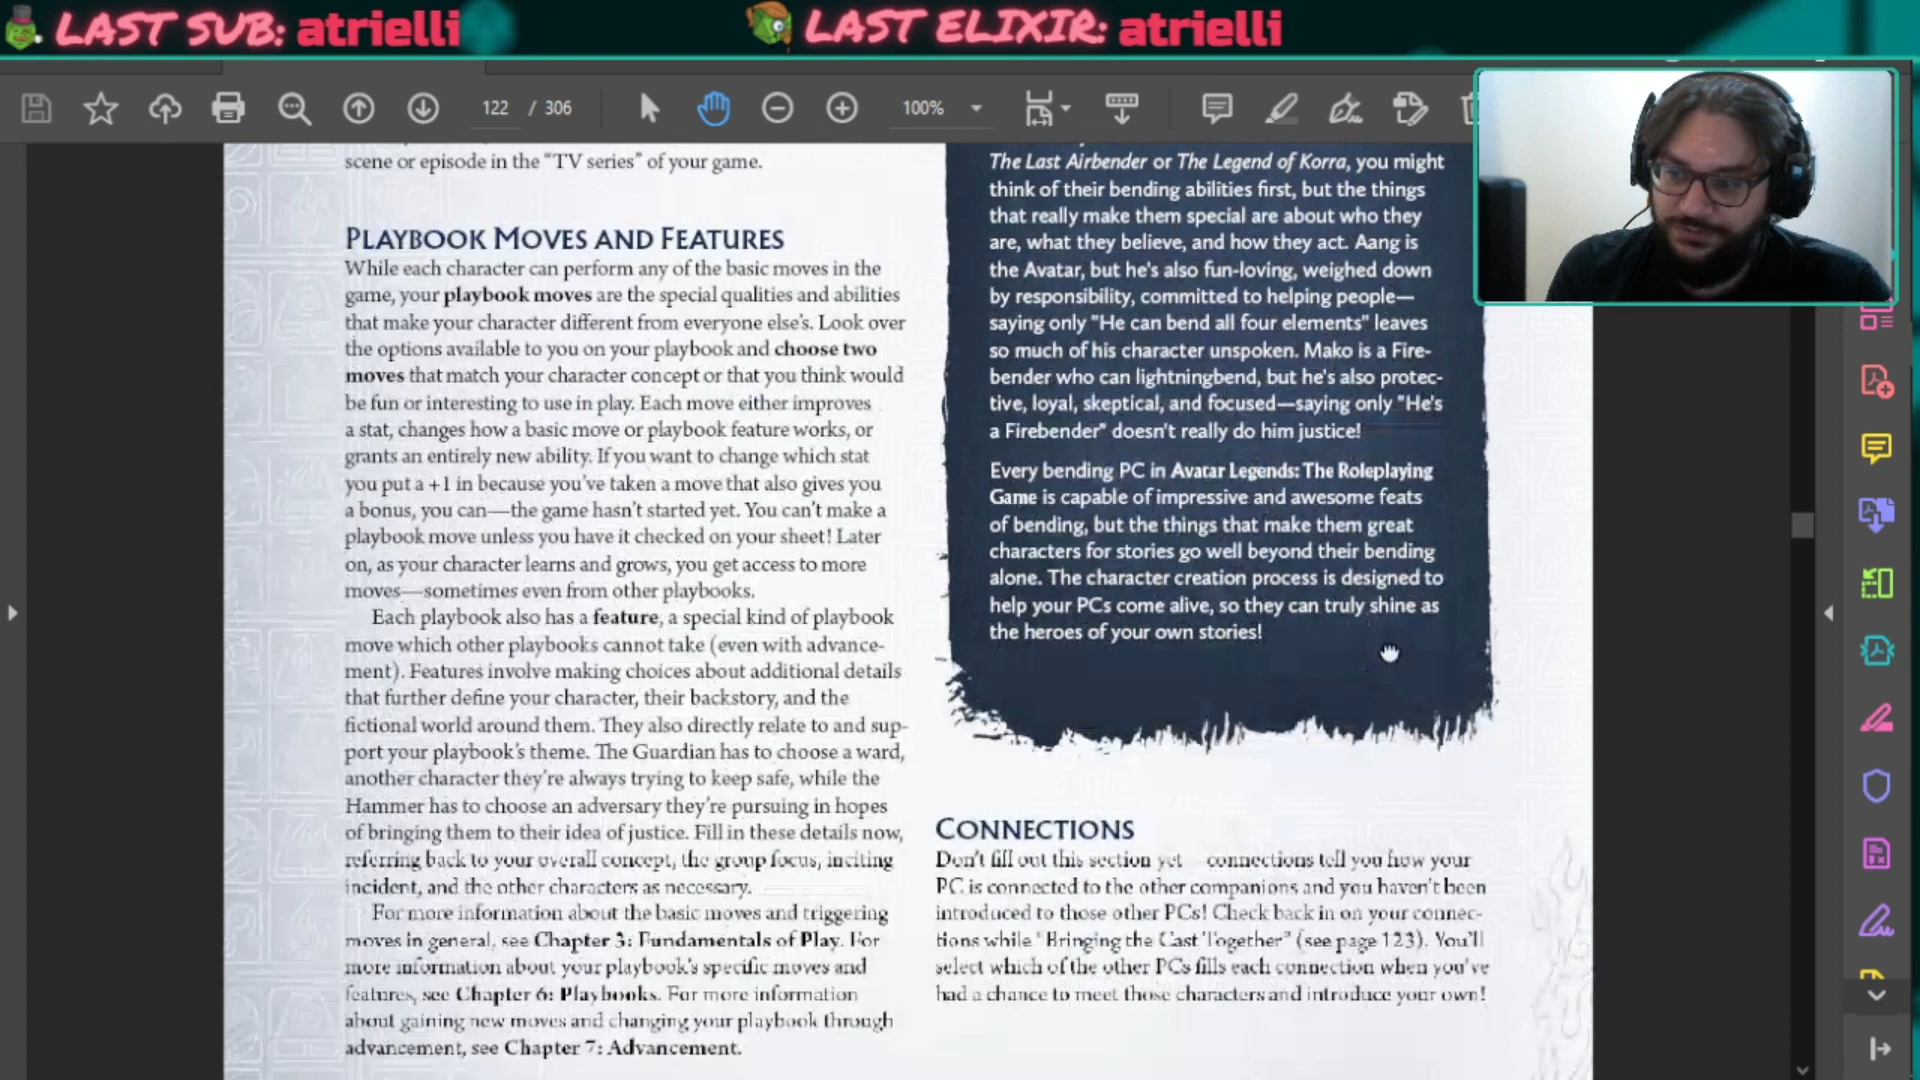 LAST SUB: atrielli
LAST ELIXIR: atrielli
122 / 306
100%
scene or episode in the “TV series” of your game.
PLAYBOOK MOVES AND FEATURES
While each character can perform any of the basic moves in the
game, your playbook moves are the special qualities and abilities
that make your character different from everyone else’s. Look over
the options available to you on your playbook and choose two
moves that match your character concept or that you think would
be fun or interesting to use in play. Each move either improves
a stat, changes how a basic move or playbook feature works, or
grants an entirely new ability. If you want to change which stat
you put a +1 in because you’ve taken a move that also gives you
a bonus, you can—the game hasn’t started yet. You can’t make a
playbook move unless you have it checked on your sheet! Later
on, as your character learns and grows, you get access to more
moves—sometimes even from other playbooks.
Each playbook also has a feature, a special kind of playbook
move which other playbooks cannot take (even with advance-
ment). Features involve making choices about additional details
that further define your character, their backstory, and the
fictional world around them. They also directly relate to and sup-
port your playbook’s theme. The Guardian has to choose a ward,
another character they’re always trying to keep safe, while the
Hammer has to choose an adversary they’re pursuing in hopes
of bringing them to their idea of justice. Fill in these details now,
referring back to your overall concept, the group focus, inciting
incident, and the other characters as necessary.
For more information about the basic moves and triggering
moves in general, see Chapter 3: Fundamentals of Play. For
more information about your playbook’s specific moves and
features, see Chapter 6: Playbooks. For more information
about gaining new moves and changing your playbook through
advancement, see Chapter 7: Advancement.
The Last Airbender or The Legend of Korra, you might
think of their bending abilities first, but the things
that really make them special are about who they
are, what they believe, and how they act. Aang is
the Avatar, but he's also fun-loving, weighed down
by responsibility, committed to helping people—
saying only "He can bend all four elements" leaves
so much of his character unspoken. Mako is a Fire-
bender who can lightningbend, but he's also protec-
tive, loyal, skeptical, and focused—saying only "He's
a Firebender" doesn't really do him justice!
Every bending PC in Avatar Legends: The Roleplaying
Game is capable of impressive and awesome feats
of bending, but the things that make them great
characters for stories go well beyond their bending
alone. The character creation process is designed to
help your PCs come alive, so they can truly shine as
the heroes of your own stories!
CONNECTIONS
Don’t fill out this section yet—connections tell you how your
PC is connected to the other companions and you haven’t been
introduced to those other PCs! Check back in on your connec-
tions while “Bringing the Cast Together” (see page 123). You’ll
select which of the other PCs fills each connection when you’ve
had a chance to meet those characters and introduce your own!